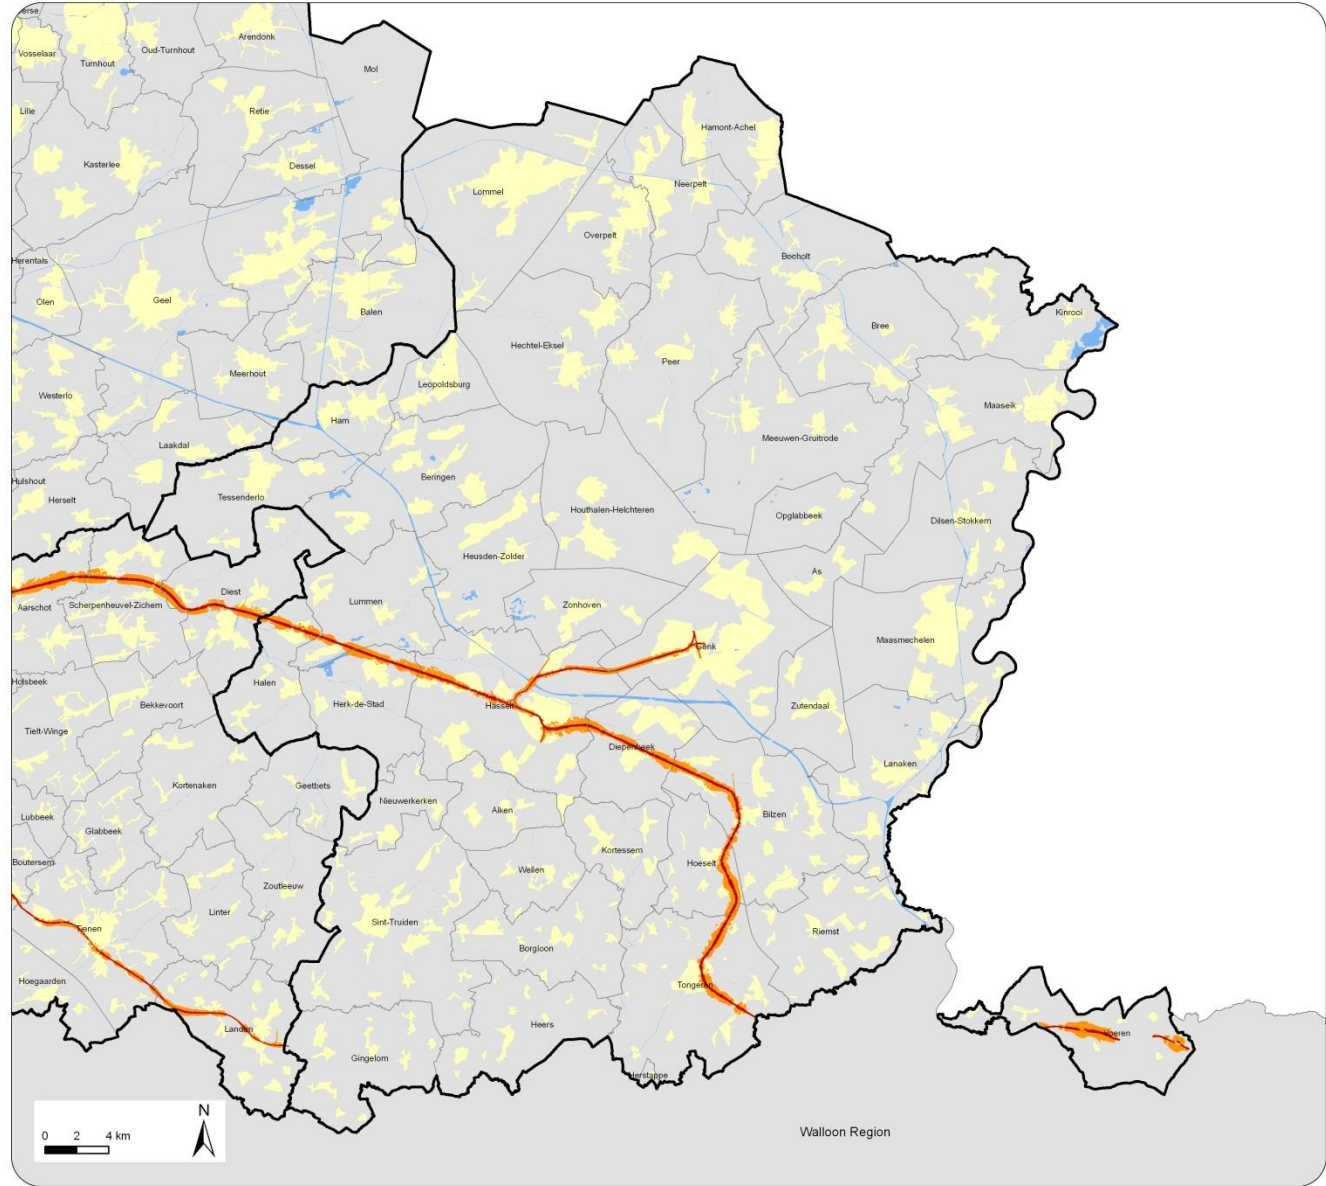 Arendonk
Oud-Turnhout
Vosselaar
Turnhout
Mol
Lille
Retie
Hamont-Achel
Kasterlee
Dessel
Lommel
Neerpelt
Overpelt
Bocholt
Herentals
Olen
Geel
Balen
Kinrooi
Bree
Hechtel-Eksel
Peer
Meerhout
Leopoldsburg
Westerlo
Maaseik
Ham
Meeuwen-Gruitrode
Laakdal
Beringen
Hulshout
Herselt
Tessenderlo
Houthalen-Helchteren
Opglabbeek
Dilsen-Stokkem
Heusden-Zolder
As
Diest
Aarschot
Scherpenheuvel-Zichem
Lummen
Zonhoven
Maasmechelen
Genk
Holsbeek
Halen
Bekkevoort
Herk-de-Stad
Hasselt
Zutendaal
Tielt-Winge
Diepenbeek
Lanaken
Kortenaken
Geetbets
Nieuwerkerken
Alken
Bilzen
Lubbeek
Glabbeek
Kortessem
Hoeselt
Boutersem
Wellen
Zoutleeuw
Linter
Sint-Truiden
Tienen
Riemst
Borgloon
Hoegaarden
Tongeren
Landen
Heers
Voeren
Gingelom
Herstappe
N
0 2 4 km
Walloon Region